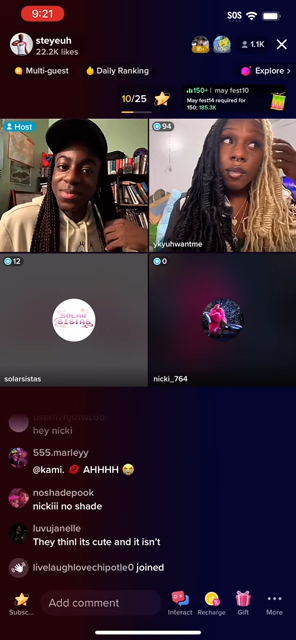 9:21
SOS
steyeuh
22.2K likes
1.1K
Multi-guest
Daily Ranking
Explore >
10/25
150+ | may fest10
May fest14 required for
150: 185.3K
Host
94
ykyuhwantme
12
SOLAR
SISTAS
solarsistas
0
nicki_764
hey nicki
555.marleyy
@kami. 💋 AHHHH 😭
noshadepook
nickiii no shade
luvujanelle
They thinl its cute and it isn't
livelaughlovechipotle0 joined
Add comment
Subsc...
Interact
Recharge
Gift
More